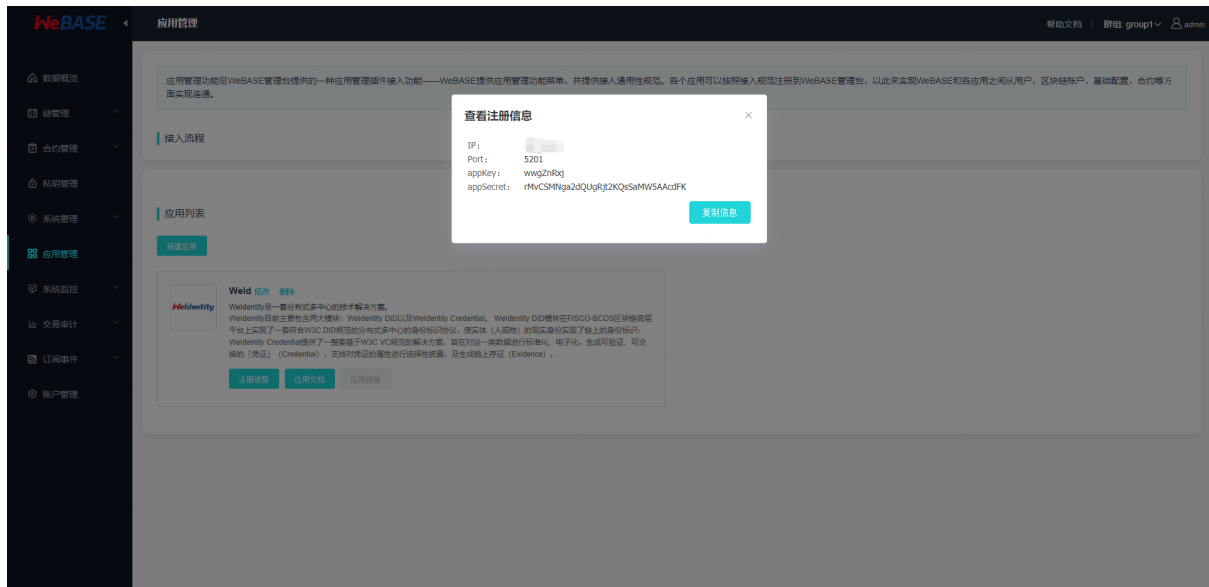 WeBASE
应用管理
帮助文档
群组: group1
admin
数据概览
链管理
合约管理
私钥管理
系统管理
应用管理
系统监控
交易审计
订阅事件
账户管理
应用管理功能是WeBASE管理台提供的一种应用管理插件接入功能——WeBASE提供应用管理功能菜单，并提供接入通用性规范。各个应用可以按照接入规范注册到WeBASE管理台，以此来实现WeBASE和各应用之间从用户，区块链账户，基础配置，合约等方
面实现连通。
接入流程
查看注册信息
IP:
Port: 5201
appKey: wwgZnRxj
appSecret: rMvCSMNga2dQUgRjt2KQsSaMW5AAcdFK
复制信息
应用列表
新建应用
WeIdentity
WeId 修改 删除
WeIdentity是一套分布式多中心的技术解决方案。
WeIdentity目前主要包含两大模块：WeIdentity DID以及WeIdentity Credential。 WeIdentity DID模块在FISCO-BCOS区块链底层
平台上实现了一套符合W3C DID规范的分布式多中心的身份标识协议，使实体（人或物）的现实身份实现了链上的身份标识；
WeIdentity Credential提供了一整套基于W3C VC规范的解决方案，旨在对这一类数据进行标准化、电子化，生成可验证、可交
换的「凭证」（Credential），支持对凭证的属性进行选择性披露，及生成链上存证（Evidence）。
注册信息
应用文档
应用链接